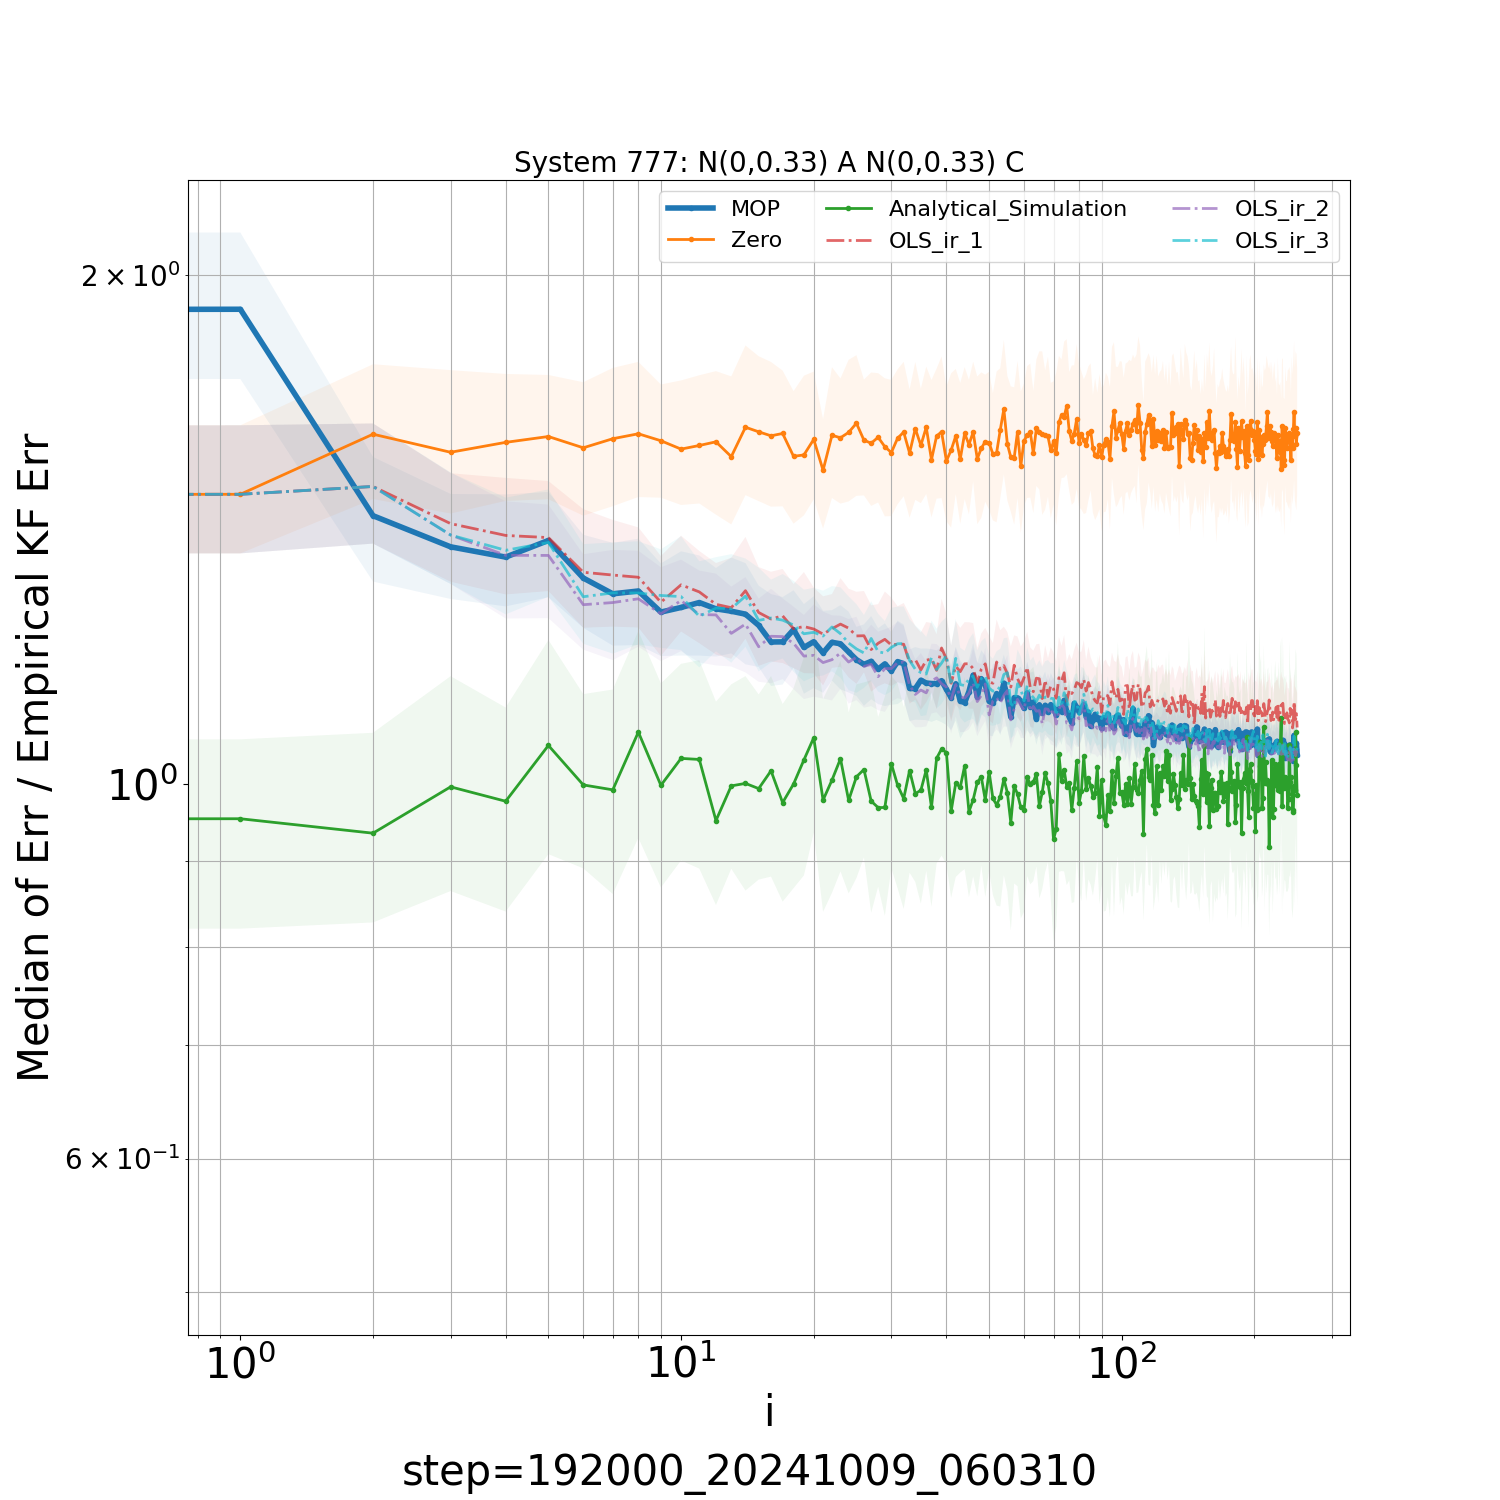 System 777: N(0,0.33) A N(0,0.33) C
MOP
Zero
Analytical_Simulation
OLS_ir_1
OLS_ir_2
OLS_ir_3
2 × 10⁰
10⁰
6 × 10⁻¹
Median of Err / Empirical KF Err
10⁰ 10¹ 10²
i
step=192000_20241009_060310